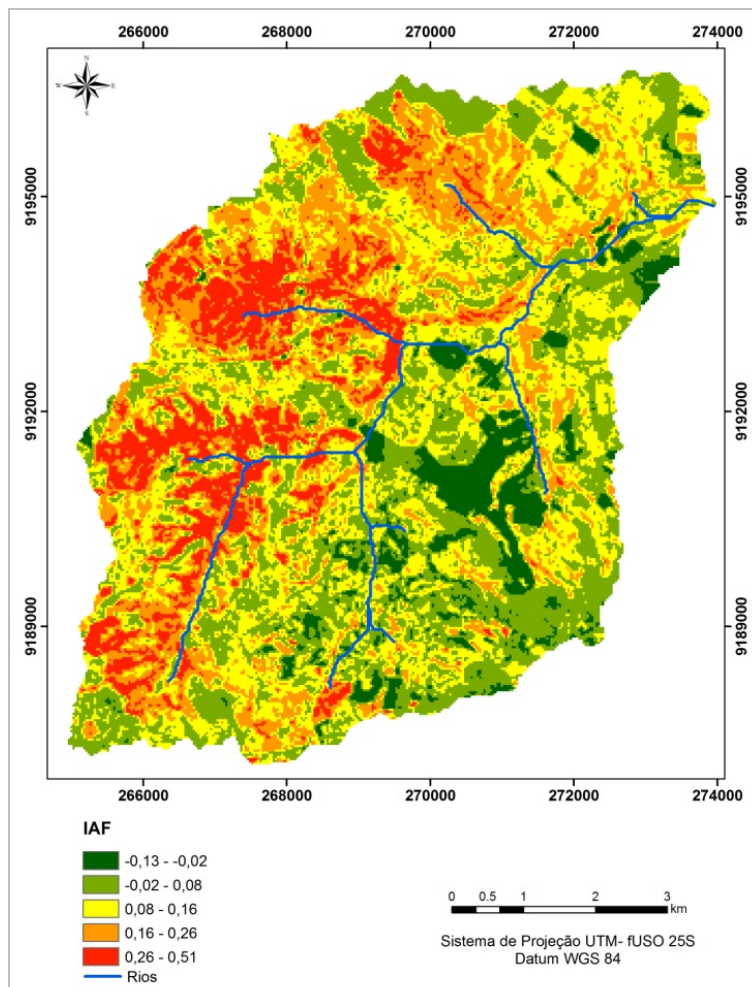 266000 268000 270000 272000 274000
N
W E
S
9195000 9195000
9192000 9192000
9189000 9189000
266000 268000 270000 272000 274000
IAF
-0,13 - -0,02
-0,02 - 0,08
0,08 - 0,16
0,16 - 0,26
0,26 - 0,51
Rios
0 0.5 1 2 3
km
Sistema de Projeção UTM- fUSO 25S
Datum WGS 84